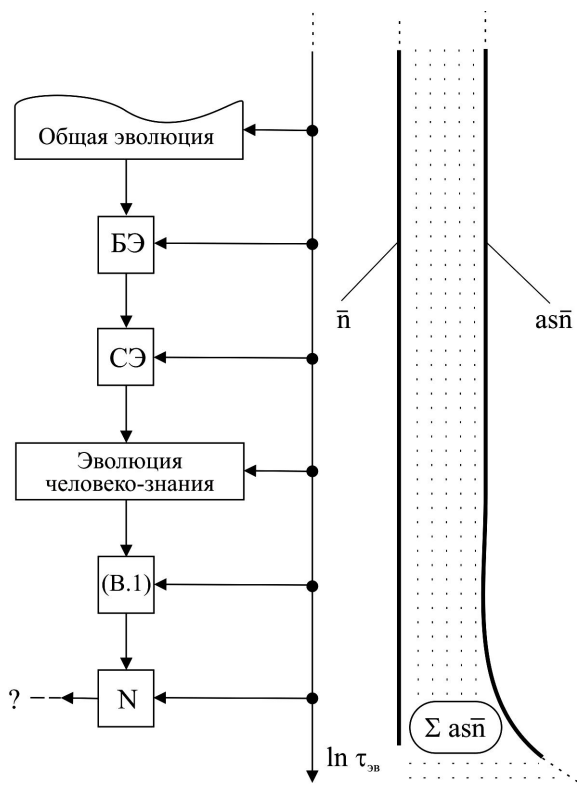 Общая эволюция
БЭ
n̄
asn̄
СЭ
Эволюция
человеко-знания
(В.1)
? N
Σ asn̄
ln τэв